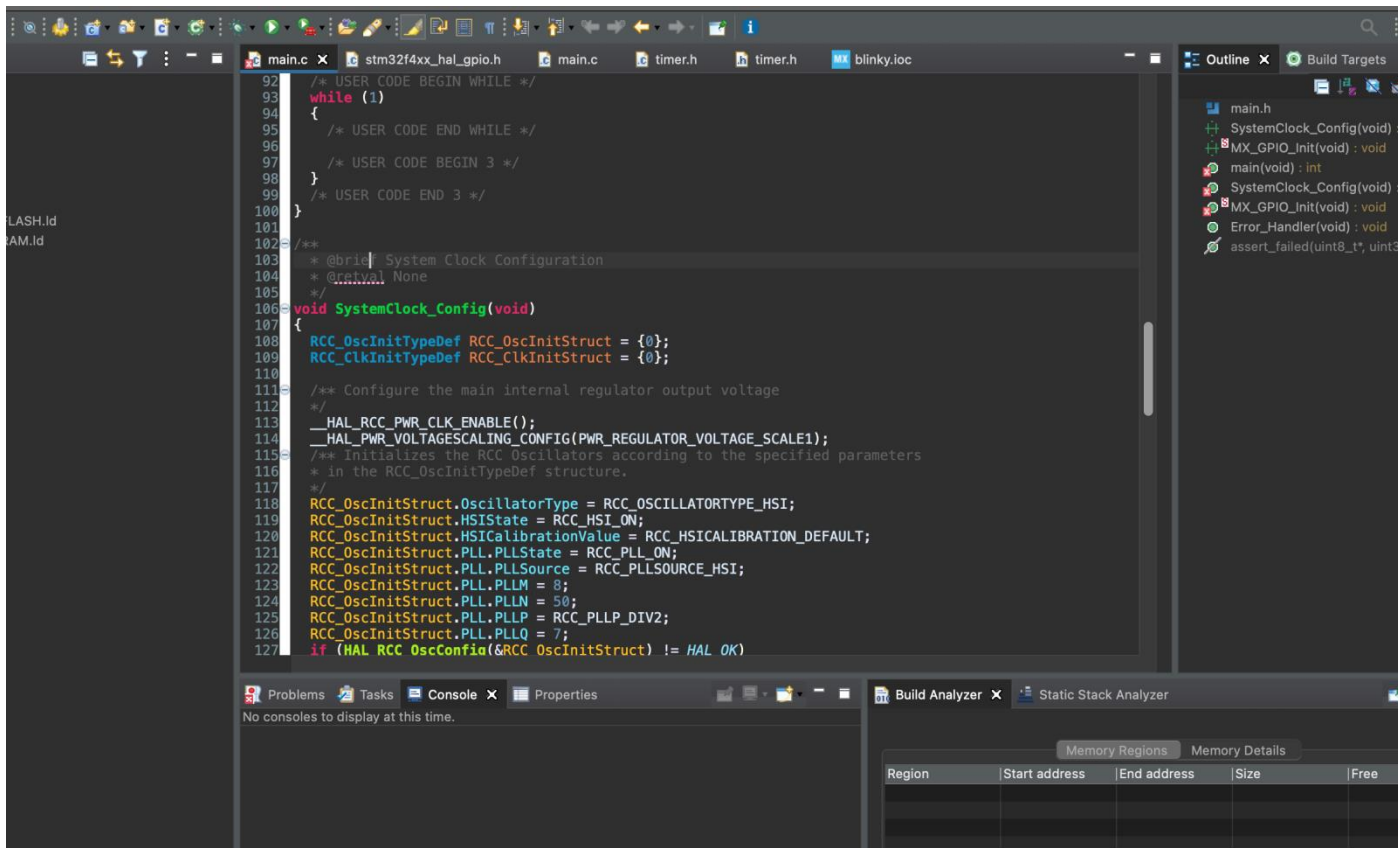 main.c
stm32f4xx_hal_gpio.h
main.c
timer.c
timer.h
blinky.ioc
FLASH.ld
RAM.ld
92 /* USER CODE BEGIN WHILE */
93 while (1)
94 {
95 /* USER CODE END WHILE */
96
97 /* USER CODE BEGIN 3 */
98 }
99 /* USER CODE END 3 */
100 }
101
102 /**
103 * @brief System Clock Configuration
104 * @retval None
105 */
106 void SystemClock_Config(void)
107 {
108 RCC_OscInitTypeDef RCC_OscInitStruct = {0};
109 RCC_ClkInitTypeDef RCC_ClkInitStruct = {0};
110
111 /** Configure the main internal regulator output voltage
112 */
113 __HAL_RCC_PWR_CLK_ENABLE();
114 __HAL_PWR_VOLTAGESCALING_CONFIG(PWR_REGULATOR_VOLTAGE_SCALE1);
115 /** Initializes the RCC Oscillators according to the specified parameters
116 * in the RCC_OscInitTypeDef structure.
117 */
118 RCC_OscInitStruct.OscillatorType = RCC_OSCILLATORTYPE_HSI;
119 RCC_OscInitStruct.HSIState = RCC_HSI_ON;
120 RCC_OscInitStruct.HSICalibrationValue = RCC_HSICALIBRATION_DEFAULT;
121 RCC_OscInitStruct.PLL.PLLState = RCC_PLL_ON;
122 RCC_OscInitStruct.PLL.PLLSource = RCC_PLLSOURCE_HSI;
123 RCC_OscInitStruct.PLL.PLLM = 8;
124 RCC_OscInitStruct.PLL.PLLN = 50;
125 RCC_OscInitStruct.PLL.PLLP = RCC_PLLP_DIV2;
126 RCC_OscInitStruct.PLL.PLLQ = 7;
127 if (HAL_RCC_OscConfig(&RCC_OscInitStruct) != HAL_OK)
Outline
Build Targets
main.h
SystemClock_Config(void) :
MX_GPIO_Init(void) : void
main(void) : int
SystemClock_Config(void) :
MX_GPIO_Init(void) : void
Error_Handler(void) : void
assert_failed(uint8_t*, uint3
Problems
Tasks
Console
Properties
No consoles to display at this time.
Build Analyzer
Static Stack Analyzer
Memory Regions
Memory Details
Region Start address End address Size Free